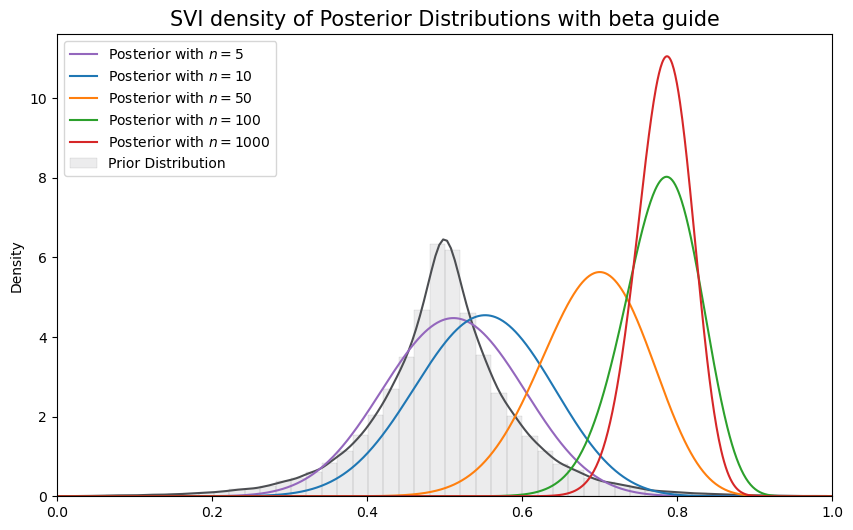 SVI density of Posterior Distributions with beta guide
Posterior with n = 5
Posterior with n = 10
Posterior with n = 50
Posterior with n = 100
Posterior with n = 1000
Prior Distribution
Density
10
8
6
4
2
0
0.0 0.2 0.4 0.6 0.8 1.0